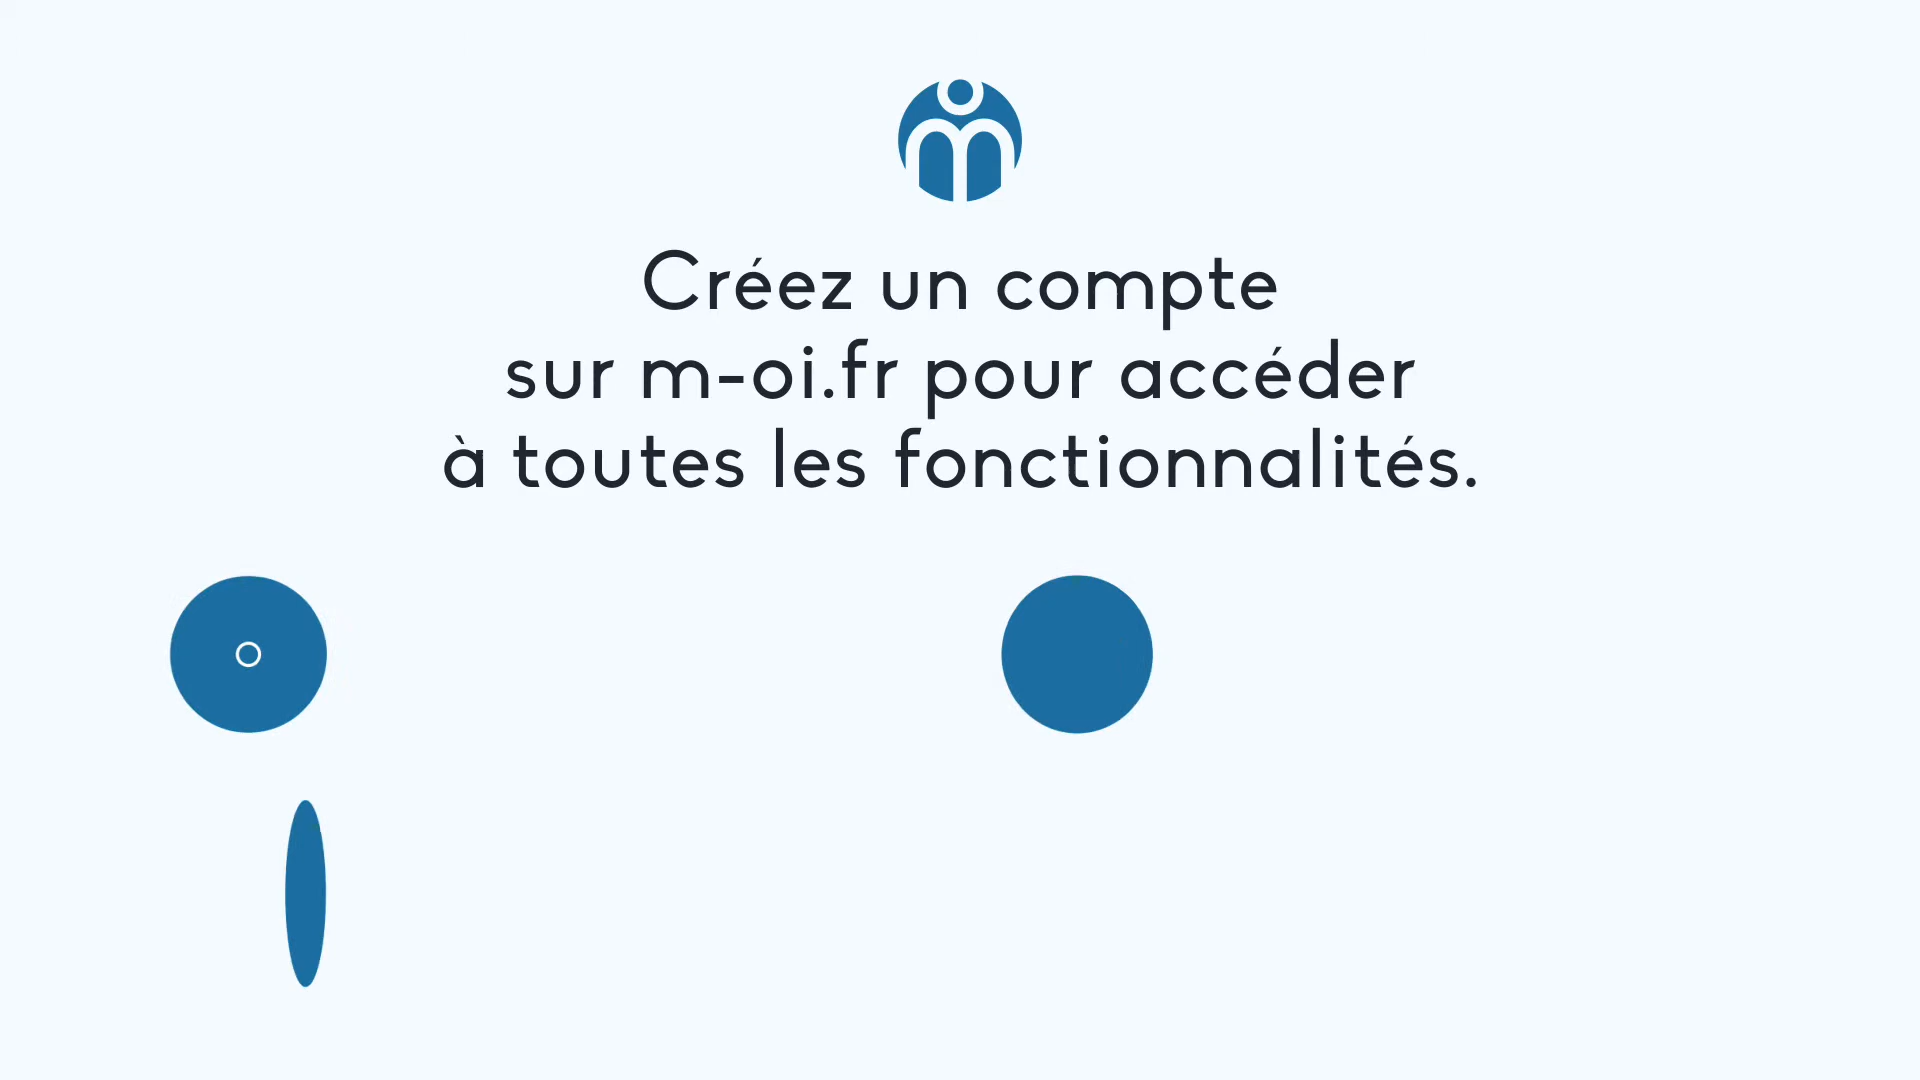 Créez un compte
sur m-oi.fr pour accéder
à toutes les fonctionnalités.